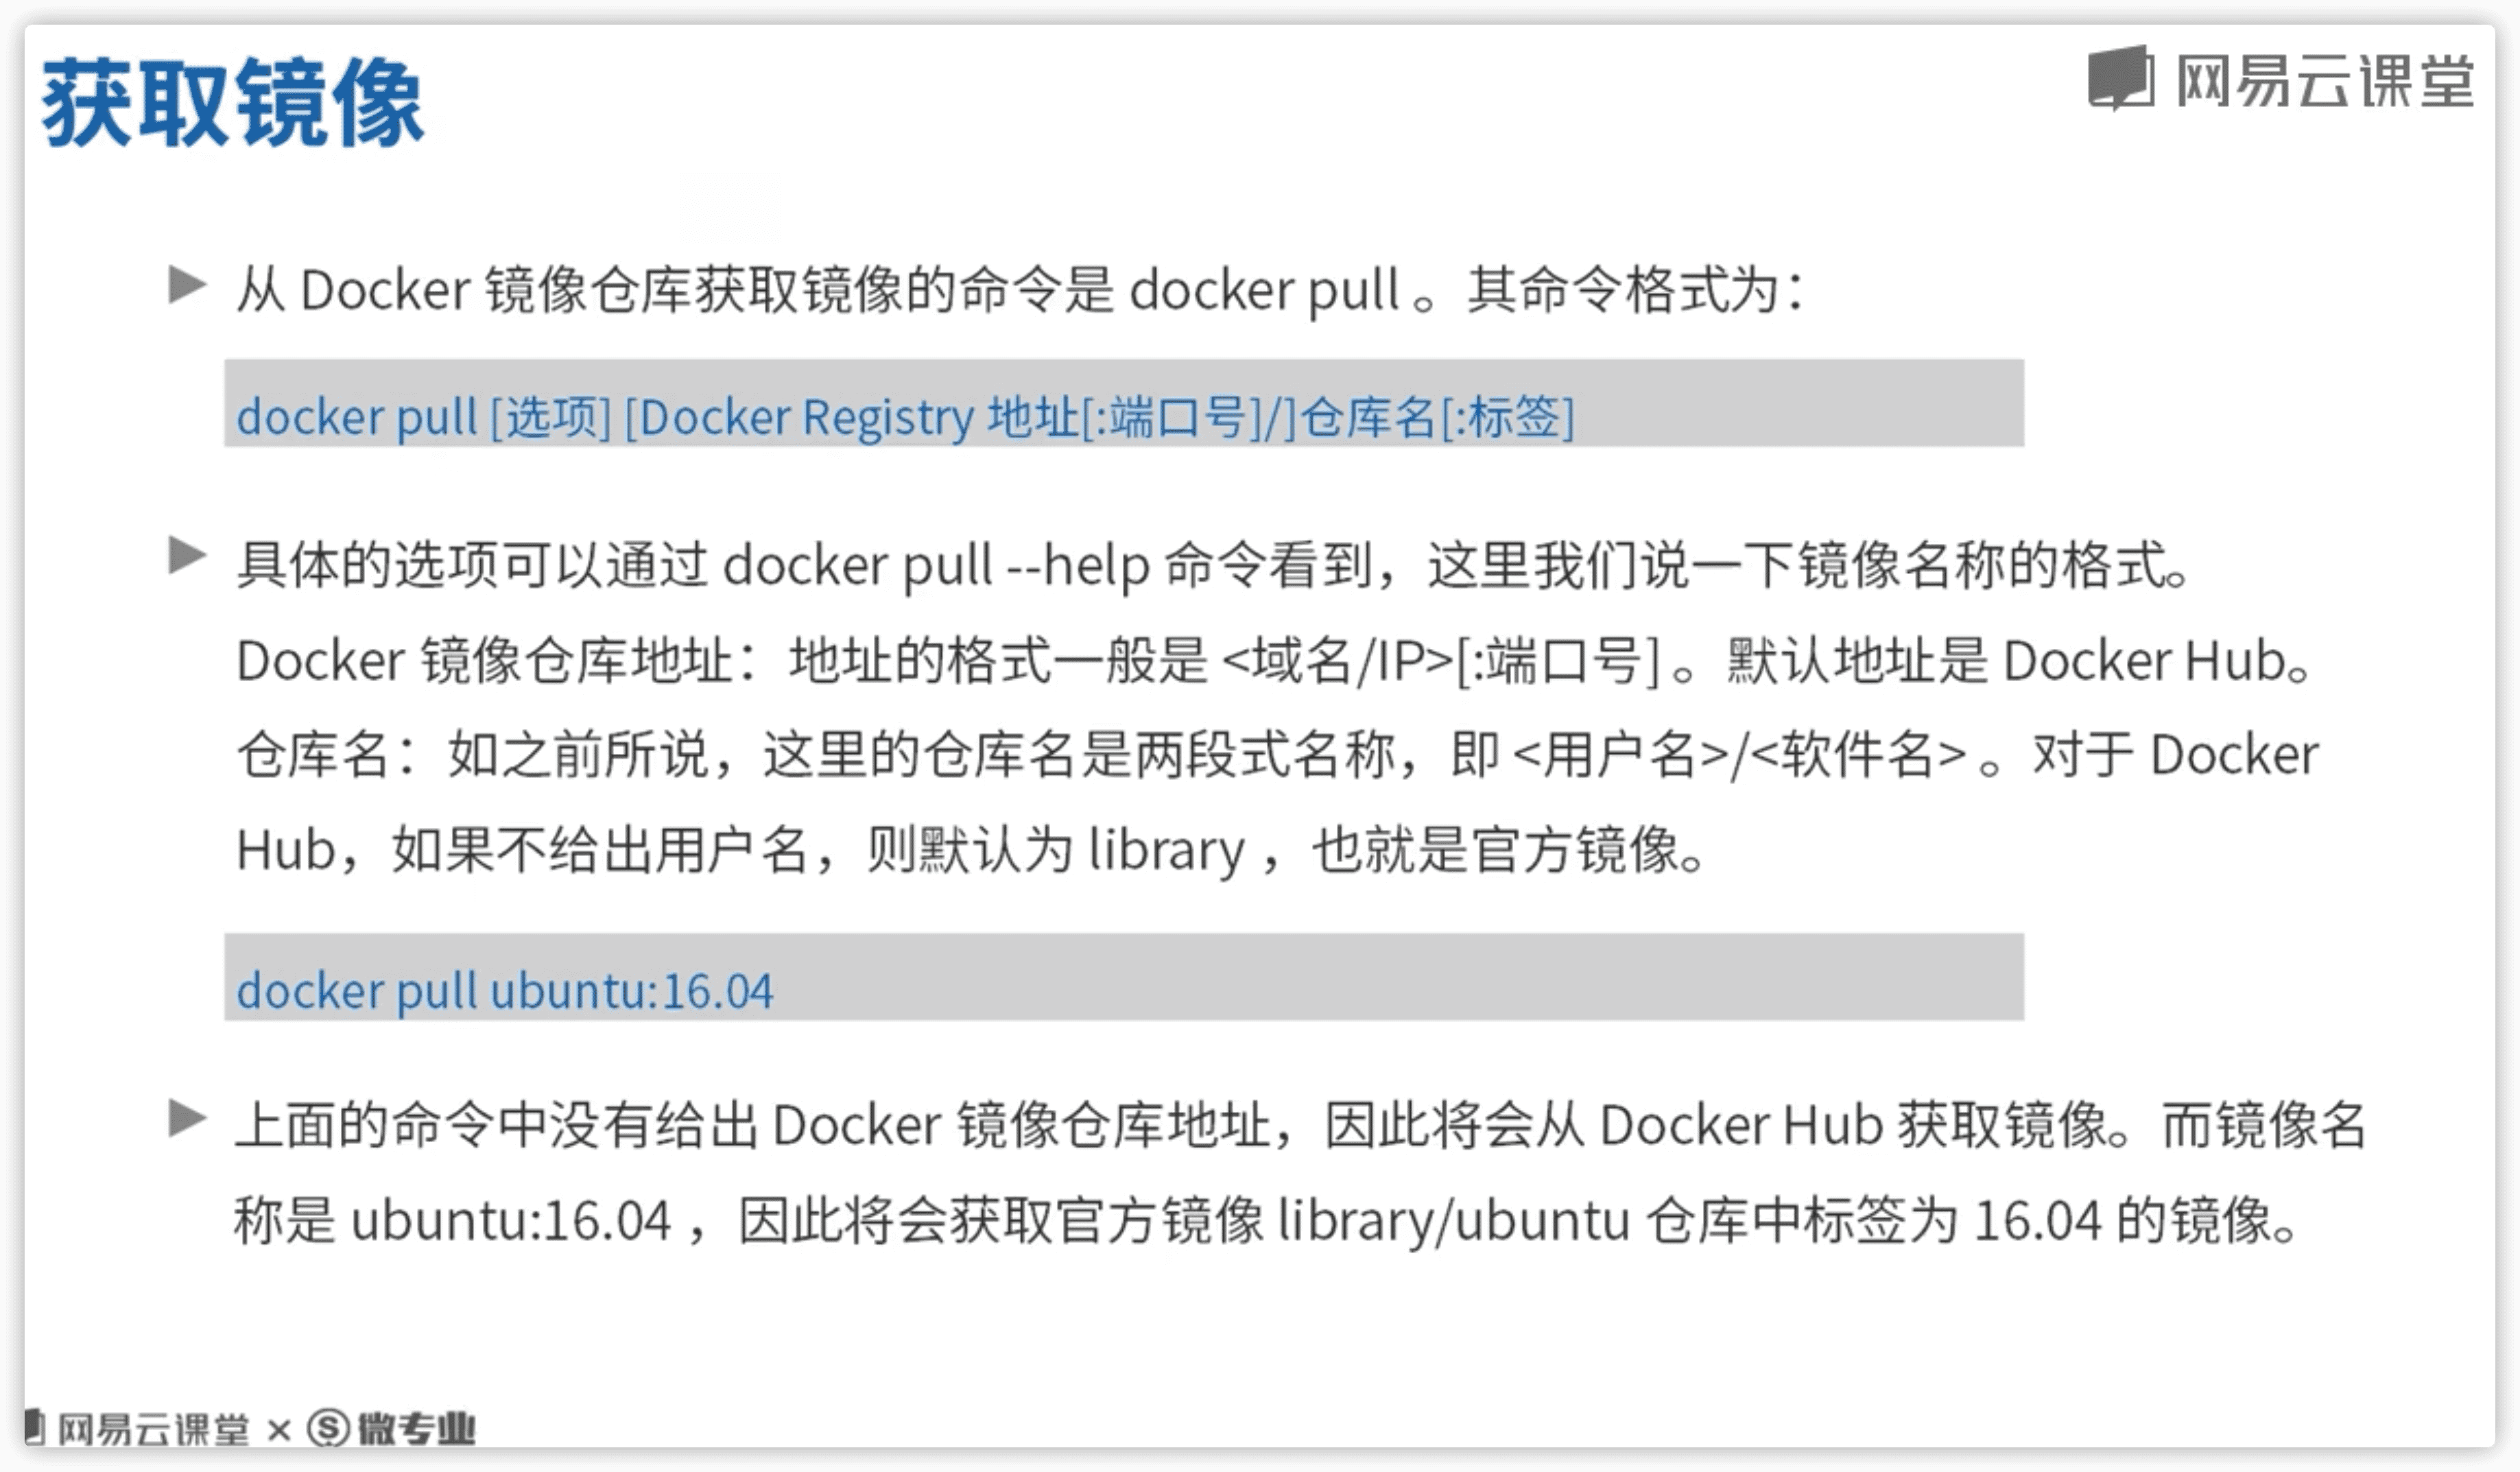 获取镜像
网易云课堂
从 Docker 镜像仓库获取镜像的命令是 docker pull 。其命令格式为：
docker pull [选项] [Docker Registry 地址[:端口号]/]仓库名[:标签]
具体的选项可以通过 docker pull --help 命令看到，这里我们说一下镜像名称的格式。
Docker 镜像仓库地址：地址的格式一般是 <域名/IP>[:端口号] 。默认地址是 Docker Hub。
仓库名：如之前所说，这里的仓库名是两段式名称，即 <用户名>/<软件名> 。对于 Docker
Hub，如果不给出用户名，则默认为 library ，也就是官方镜像。
docker pull ubuntu:16.04
上面的命令中没有给出 Docker 镜像仓库地址，因此将会从 Docker Hub 获取镜像。而镜像名
称是 ubuntu:16.04 ，因此将会获取官方镜像 library/ubuntu 仓库中标签为 16.04 的镜像。
网易云课堂 × Ⓢ 微专业